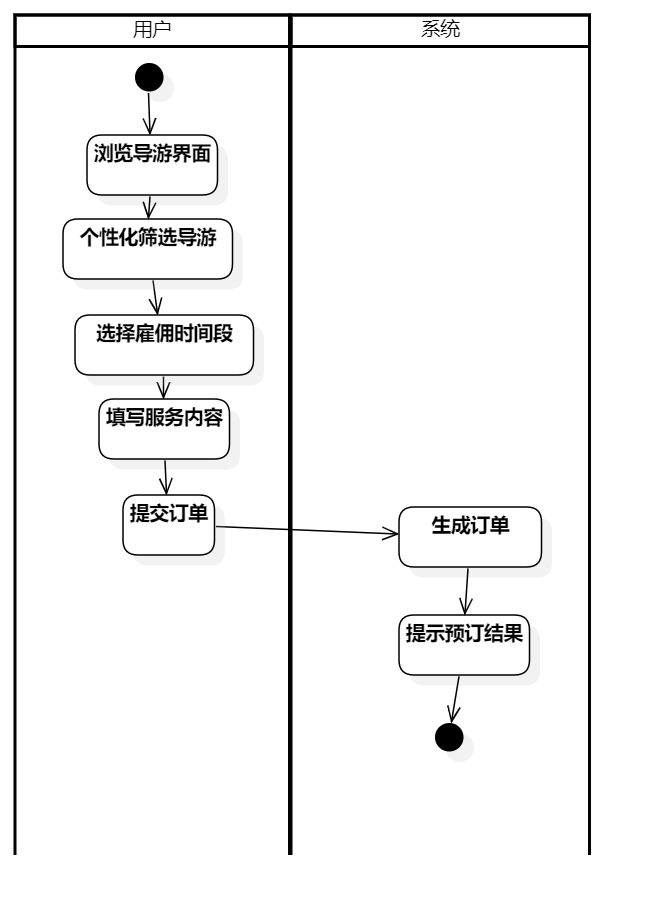 用户
系统
浏览导游界面
个性化筛选导游
选择雇佣时间段
填写服务内容
提交订单
生成订单
提示预订结果